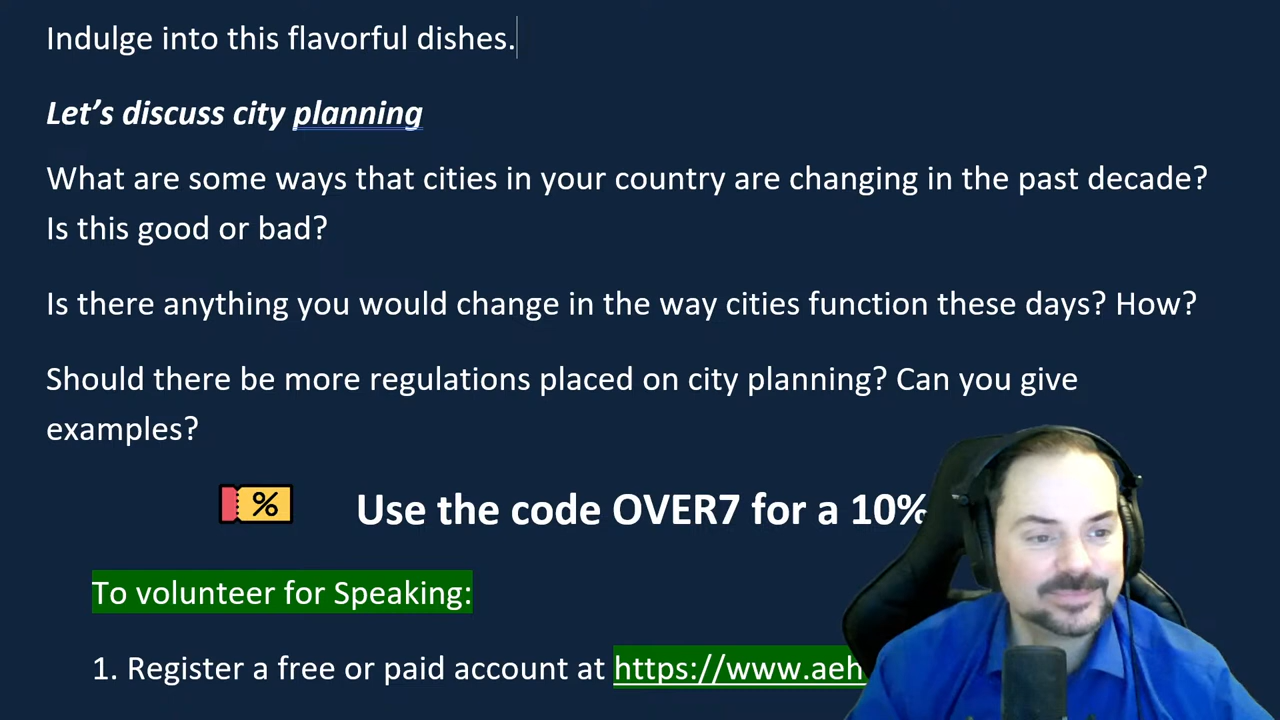 Indulge into this flavorful dishes.
Let’s discuss city planning
What are some ways that cities in your country are changing in the past decade?
Is this good or bad?
Is there anything you would change in the way cities function these days? How?
Should there be more regulations placed on city planning? Can you give
examples?
%
Use the code OVER7 for a 10%
To volunteer for Speaking:
1. Register a free or paid account at https://www.aeh